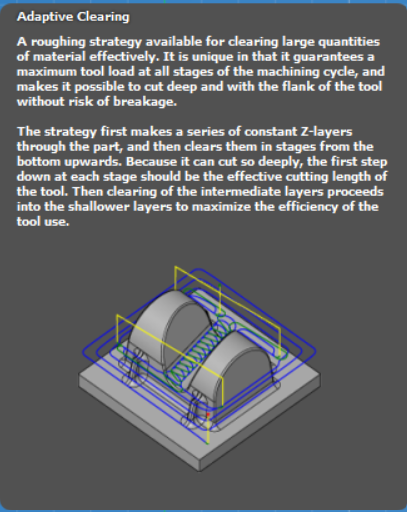 Adaptive Clearing
A roughing strategy available for clearing large quantities
of material effectively. It is unique in that it guarantees a
maximum tool load at all stages of the machining cycle, and
makes it possible to cut deep and with the flank of the tool
without risk of breakage.
The strategy first makes a series of constant Z-layers
through the part, and then clears them in stages from the
bottom upwards. Because it can cut so deeply, the first step
down at each stage should be the effective cutting length of
the tool. Then clearing of the intermediate layers proceeds
into the shallower layers to maximize the efficiency of the
tool use.